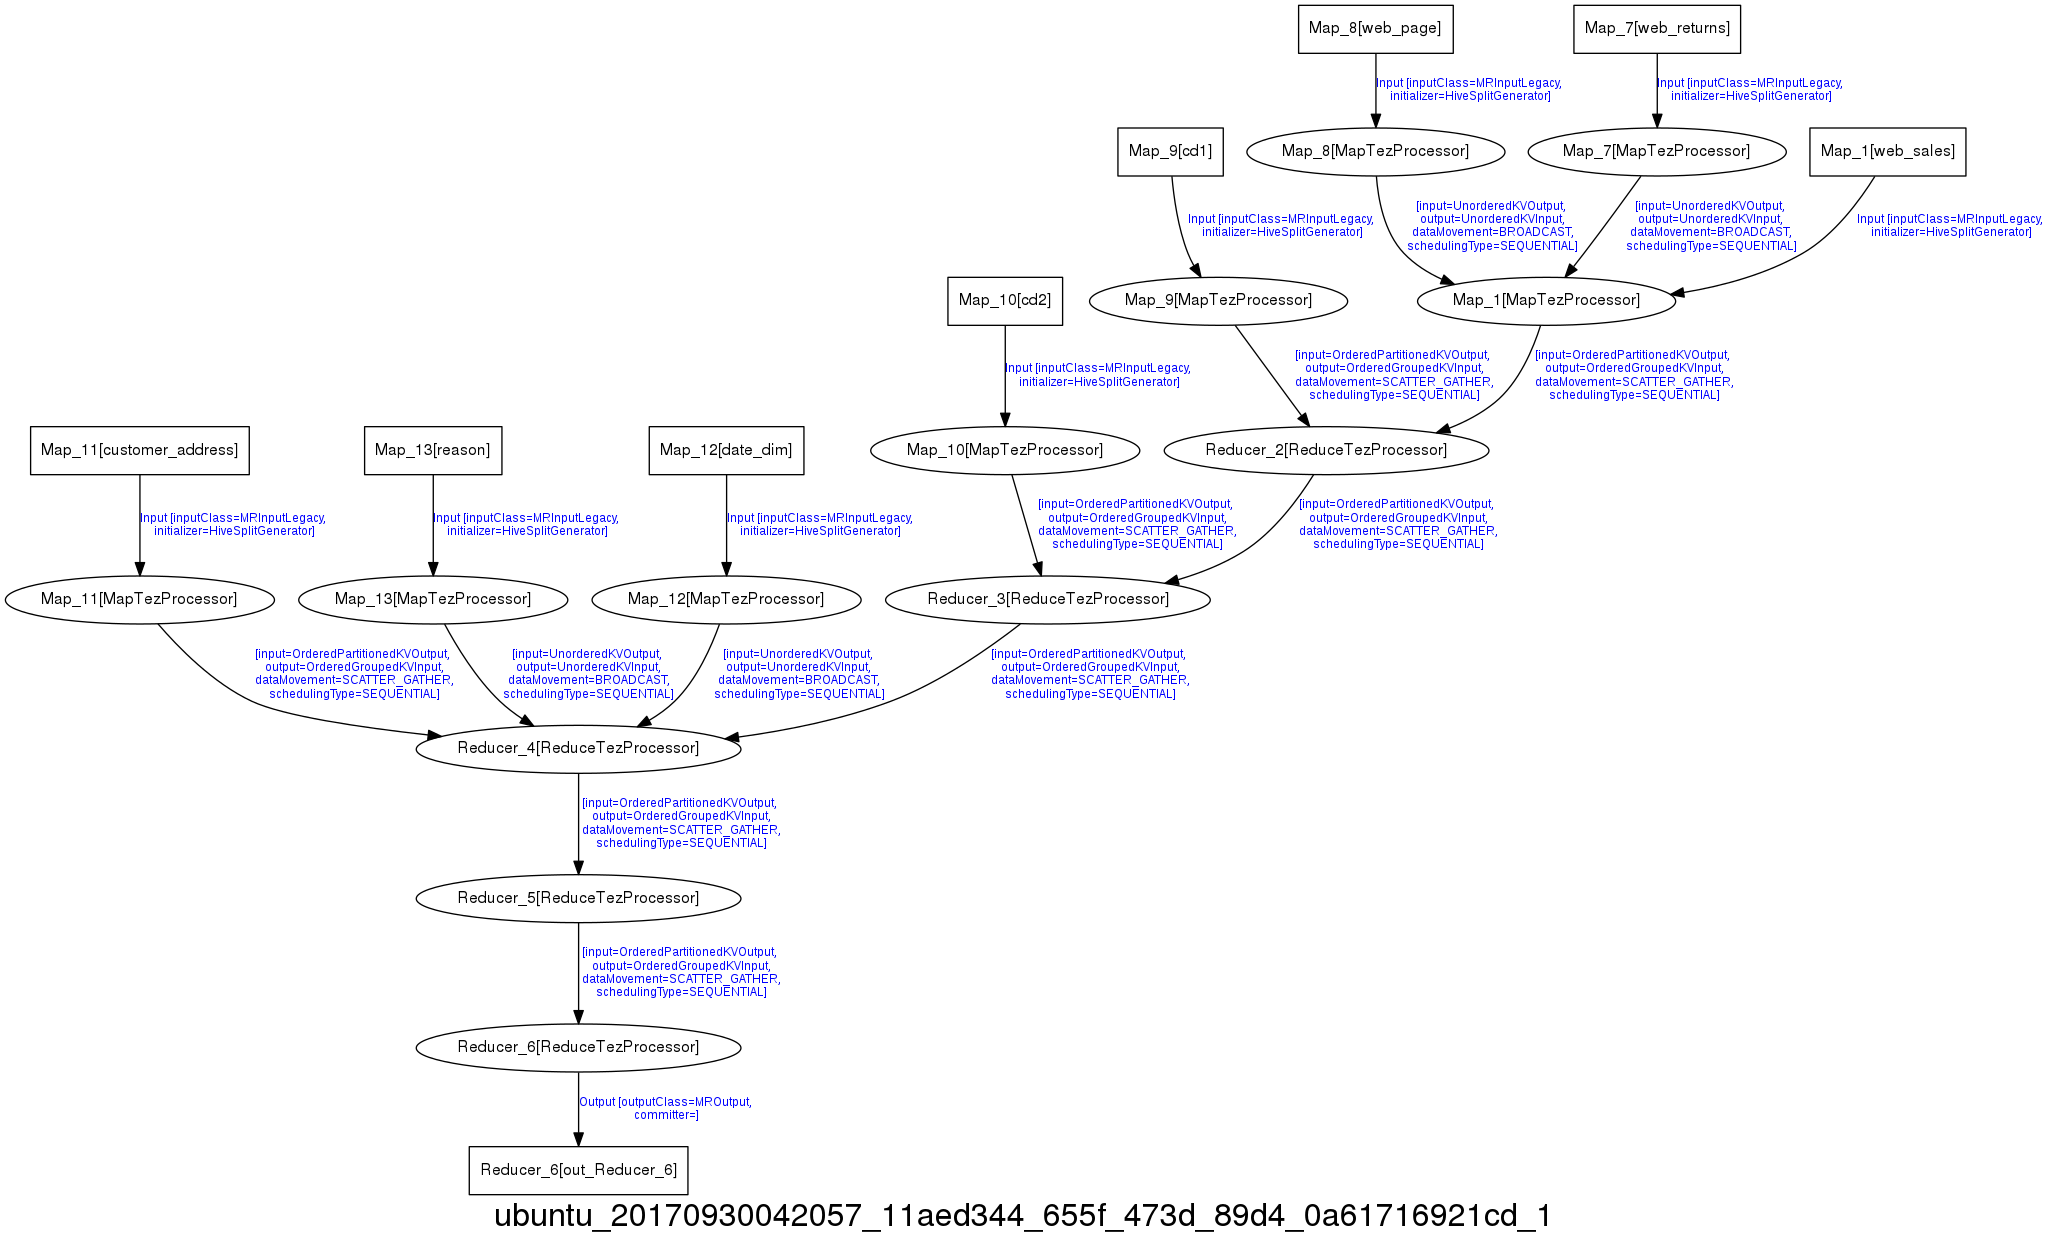 Map_8[web_page]
Map_7[web_returns]
Input [inputClass=MRInputLegacy,
initializer=HiveSplitGenerator]
Input [inputClass=MRInputLegacy,
initializer=HiveSplitGenerator]
Map_9[cd1]
Map_8[MapTezProcessor]
Map_7[MapTezProcessor]
Map_1[web_sales]
Input [inputClass=MRInputLegacy,
initializer=HiveSplitGenerator]
[input=UnorderedKVOutput,
output=UnorderedKVInput,
dataMovement=BROADCAST,
schedulingType=SEQUENTIAL]
[input=UnorderedKVOutput,
output=UnorderedKVInput,
dataMovement=BROADCAST,
schedulingType=SEQUENTIAL]
Input [inputClass=MRInputLegacy,
initializer=HiveSplitGenerator]
Map_10[cd2]
Map_9[MapTezProcessor]
Map_1[MapTezProcessor]
Input [inputClass=MRInputLegacy,
initializer=HiveSplitGenerator]
[input=OrderedPartitionedKVOutput,
output=OrderedGroupedKVInput,
dataMovement=SCATTER_GATHER,
schedulingType=SEQUENTIAL]
[input=OrderedPartitionedKVOutput,
output=OrderedGroupedKVInput,
dataMovement=SCATTER_GATHER,
schedulingType=SEQUENTIAL]
Map_11[customer_address]
Map_13[reason]
Map_12[date_dim]
Map_10[MapTezProcessor]
Reducer_2[ReduceTezProcessor]
Input [inputClass=MRInputLegacy,
initializer=HiveSplitGenerator]
Input [inputClass=MRInputLegacy,
initializer=HiveSplitGenerator]
Input [inputClass=MRInputLegacy,
initializer=HiveSplitGenerator]
[input=OrderedPartitionedKVOutput,
output=OrderedGroupedKVInput,
dataMovement=SCATTER_GATHER,
schedulingType=SEQUENTIAL]
[input=OrderedPartitionedKVOutput,
output=OrderedGroupedKVInput,
dataMovement=SCATTER_GATHER,
schedulingType=SEQUENTIAL]
Map_11[MapTezProcessor]
Map_13[MapTezProcessor]
Map_12[MapTezProcessor]
Reducer_3[ReduceTezProcessor]
[input=OrderedPartitionedKVOutput,
output=OrderedGroupedKVInput,
dataMovement=SCATTER_GATHER,
schedulingType=SEQUENTIAL]
[input=UnorderedKVOutput,
output=UnorderedKVInput,
dataMovement=BROADCAST,
schedulingType=SEQUENTIAL]
[input=UnorderedKVOutput,
output=UnorderedKVInput,
dataMovement=BROADCAST,
schedulingType=SEQUENTIAL]
[input=OrderedPartitionedKVOutput,
output=OrderedGroupedKVInput,
dataMovement=SCATTER_GATHER,
schedulingType=SEQUENTIAL]
Reducer_4[ReduceTezProcessor]
[input=OrderedPartitionedKVOutput,
output=OrderedGroupedKVInput,
dataMovement=SCATTER_GATHER,
schedulingType=SEQUENTIAL]
Reducer_5[ReduceTezProcessor]
[input=OrderedPartitionedKVOutput,
output=OrderedGroupedKVInput,
dataMovement=SCATTER_GATHER,
schedulingType=SEQUENTIAL]
Reducer_6[ReduceTezProcessor]
Output [outputClass=MROutput,
committer=]
Reducer_6[out_Reducer_6]
ubuntu_20170930042057_11aed344_655f_473d_89d4_0a61716921cd_1